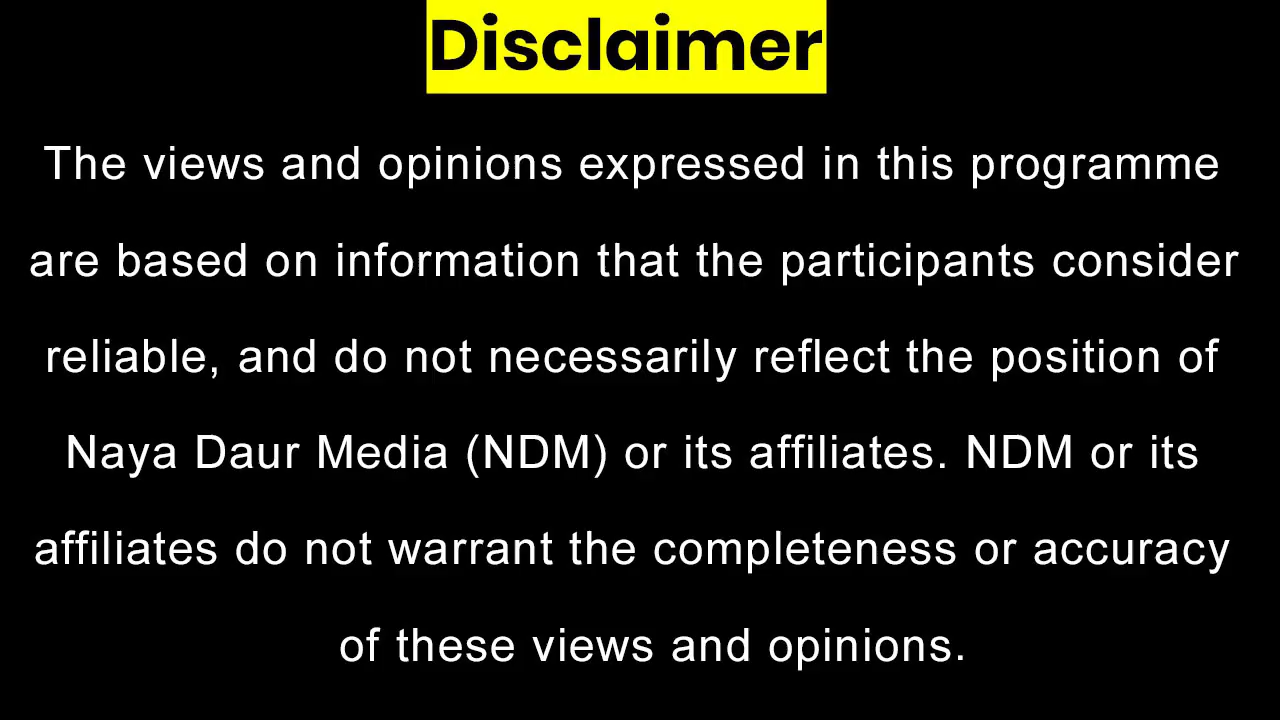 Disclaimer
The views and opinions expressed in this programme
are based on information that the participants consider
reliable, and do not necessarily reflect the position of
Naya Daur Media (NDM) or its affiliates. NDM or its
affiliates do not warrant the completeness or accuracy
of these views and opinions.